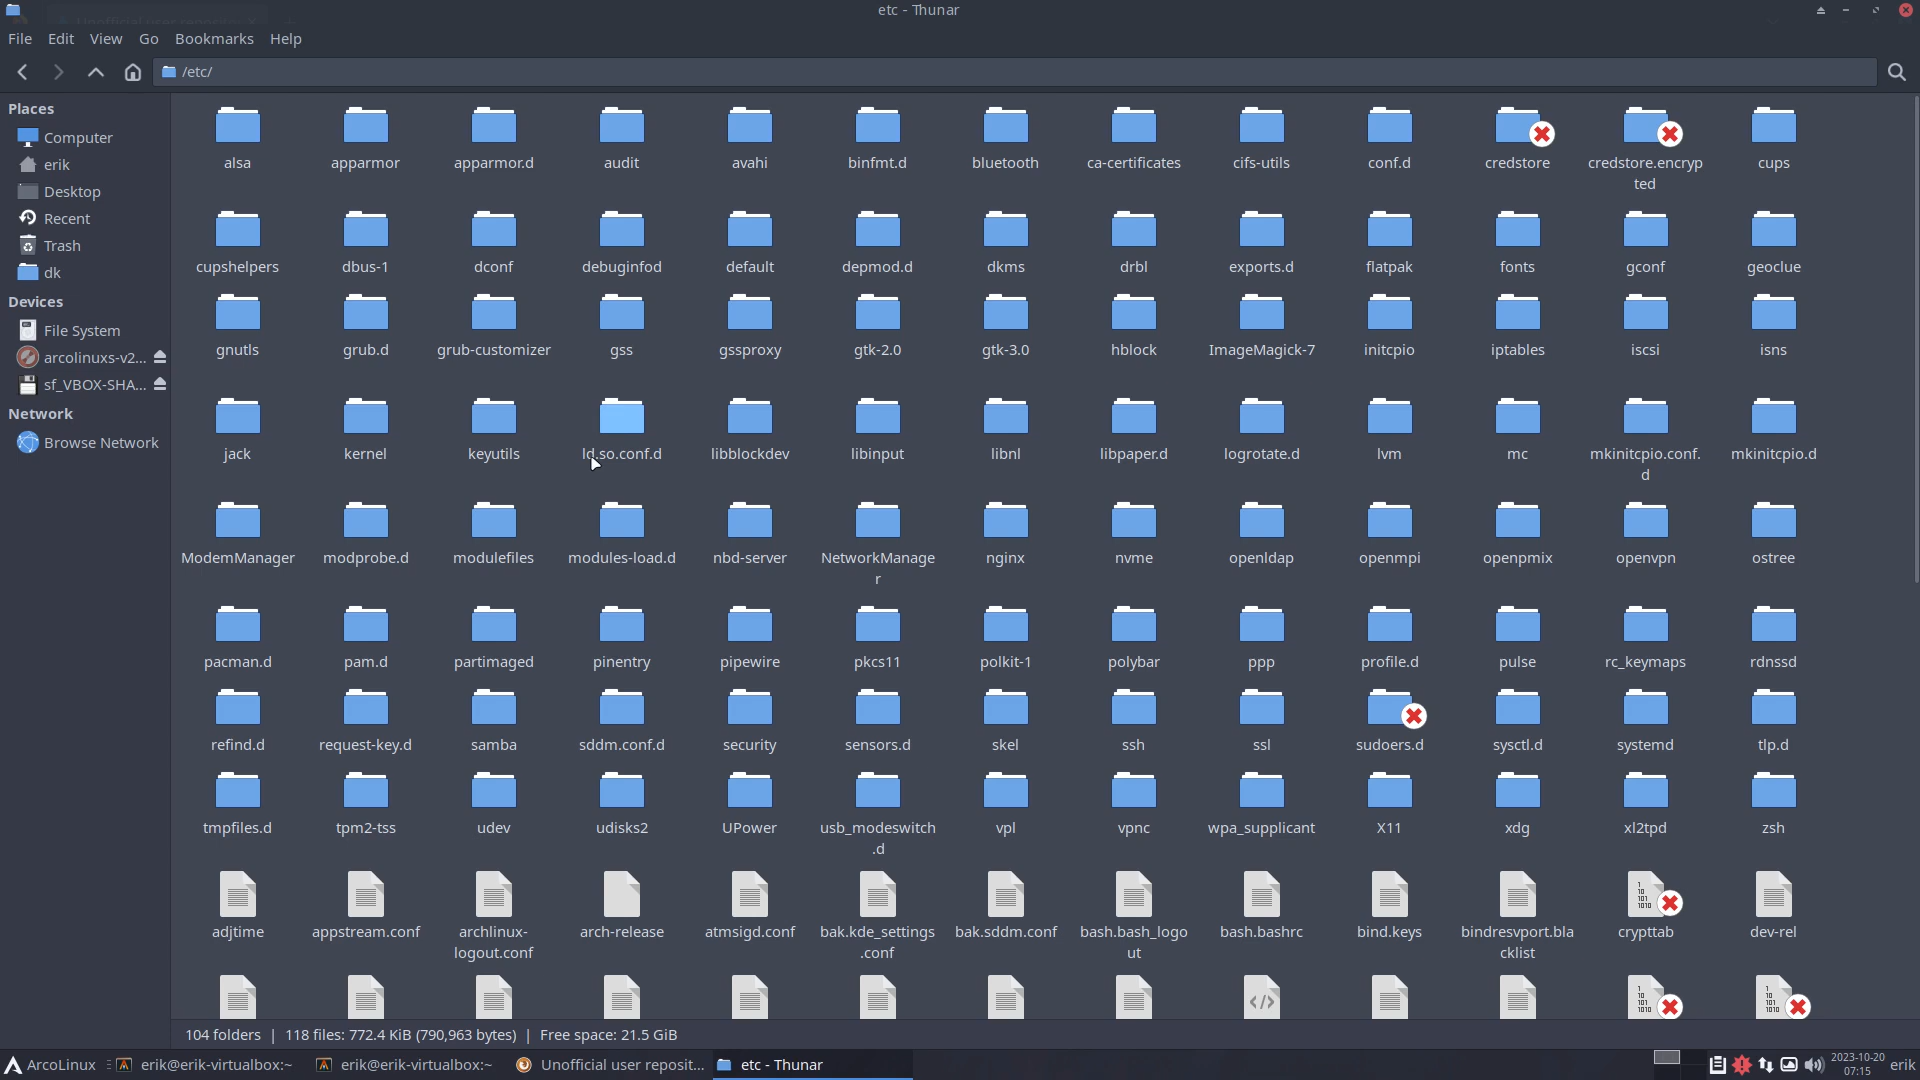 etc - Thunar
File Edit View Go Bookmarks Help
/etc/
Places
Computer
erik
Desktop
Recent
Trash
dk
Devices
File System
arcolinuxs-v2...
sf_VBOX-SHA...
Network
Browse Network
alsa apparmor apparmor.d audit avahi binfmt.d bluetooth ca-certificates cifs-utils conf.d credstore credstore.encryp cups
ted
cupshelpers dbus-1 dconf debuginfod default depmod.d dkms drbl exports.d flatpak fonts gconf geoclue
gnutls grub.d grub-customizer gss gssproxy gtk-2.0 gtk-3.0 hblock ImageMagick-7 initcpio iptables iscsi isns
jack kernel keyutils ld.so.conf.d libblockdev libinput libnl libpaper.d logrotate.d lvm mc mkinitcpio.conf. mkinitcpio.d
d
ModemManager modprobe.d modulefiles modules-load.d nbd-server NetworkManage nginx nvme openldap openmpi openpmix openvpn ostree
r
pacman.d pam.d partimaged pinentry pipewire pkcs11 polkit-1 polybar ppp profile.d pulse rc_keymaps rdnssd
refind.d request-key.d samba sddm.conf.d security sensors.d skel ssh ssl sudoers.d sysctl.d systemd tlp.d
tmpfiles.d tpm2-tss udev udisks2 UPower usb_modeswitch vpl vpnc wpa_supplicant X11 xdg xl2tpd zsh
.d
adjtime appstream.conf archlinux- arch-release atmsigd.conf bak.kde_settings bak.sddm.conf bash.bash_logo bash.bashrc bind.keys bindresvport.bla crypttab dev-rel
logout.conf .conf ut cklist
104 folders | 118 files: 772.4 KiB (790,963 bytes) | Free space: 21.5 GiB
ArcoLinux erik@erik-virtualbox:~ erik@erik-virtualbox:~ Unofficial user reposit... etc - Thunar 2023-10-20 erik
07:15